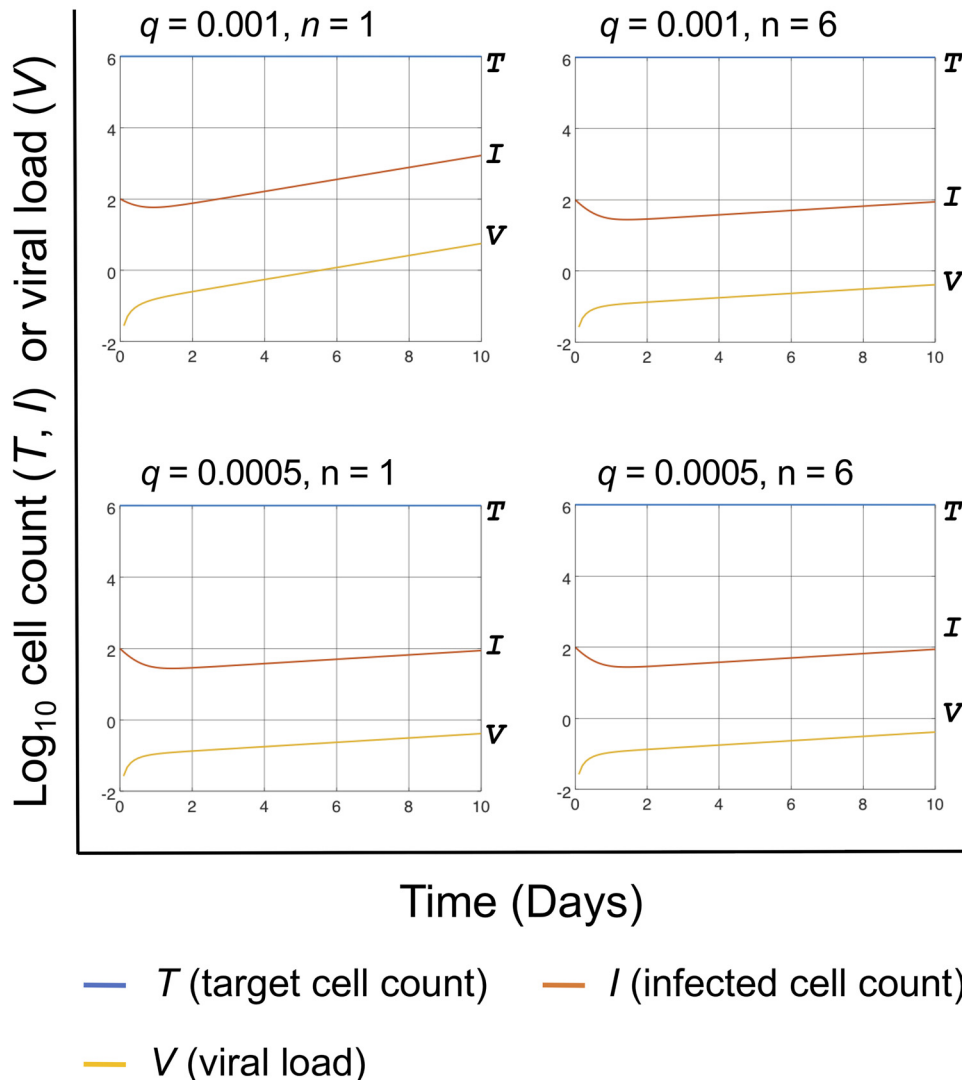 q = 0.001, n = 1
6
4
2
0
-2
0 2 4 6 8 10
T
I
V
q = 0.001, n = 6
6
4
2
0
-2
0 2 4 6 8 10
T
I
V
q = 0.0005, n = 1
6
4
2
0
-2
0 2 4 6 8 10
T
I
V
q = 0.0005, n = 6
6
4
2
0
-2
0 2 4 6 8 10
T
I
V
Log₁₀ cell count (T, I) or viral load (V)
Time (Days)
T (target cell count)
I (infected cell count)
V (viral load)